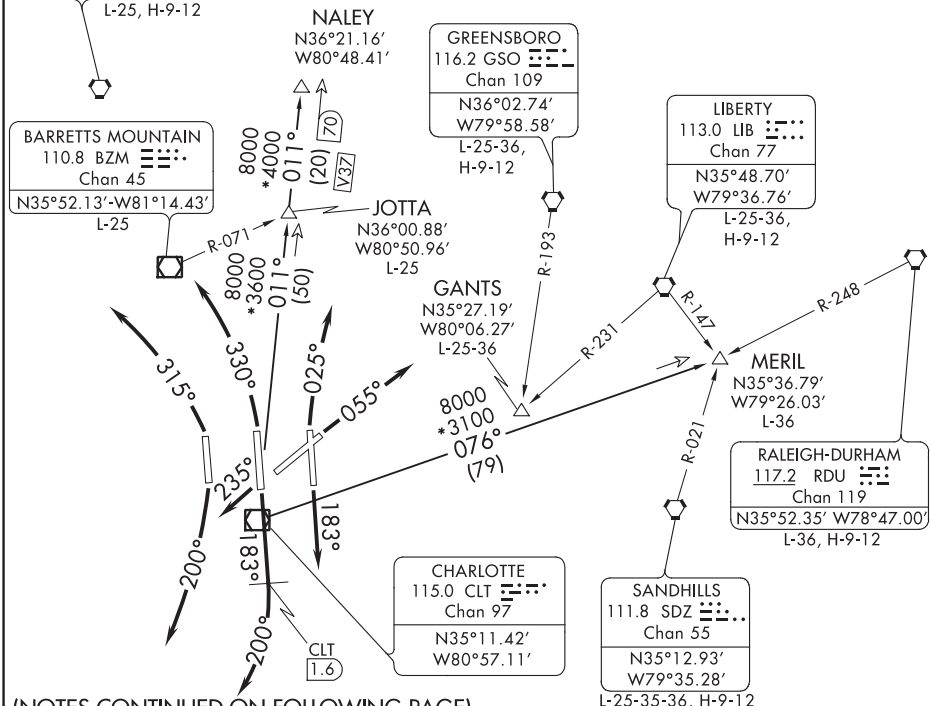 L-25, H-9-12
NALEY
N36°21.16'
W80°48.41'
GREENSBORO
116.2 GSO
Chan 109
N36°02.74'
W79°58.58'
L-25-36,
H-9-12
LIBERTY
113.0 LIB
Chan 77
N35°48.70'
W79°36.76'
L-25-36,
H-9-12
BARRETTS MOUNTAIN
110.8 BZM
Chan 45
N35°52.13'-W81°14.43'
L-25
8000
*4000
011°
(20)
70
V37
JOTTA
N36°00.88'
W80°50.96'
L-25
R-071
8000
*3600
011°
(50)
R-193
GANTS
N35°27.19'
W80°06.27'
L-25-36
R-231
R-147
R-248
MERIL
N35°36.79'
W79°26.03'
L-36
315°
330°
025°
055°
8000
*3100
076°
(79)
R-021
RALEIGH-DURHAM
117.2 RDU
Chan 119
N35°52.35' W78°47.00'
L-36, H-9-12
235°
200°
183°
183°
200°
CLT
1.6
CHARLOTTE
115.0 CLT
Chan 97
N35°11.42'
W80°57.11'
SANDHILLS
111.8 SDZ
Chan 55
N35°12.93'
W79°35.28'
L-25-35-36, H-9-12
(NOTES CONTINUED ON FOLLOWING PAGE)